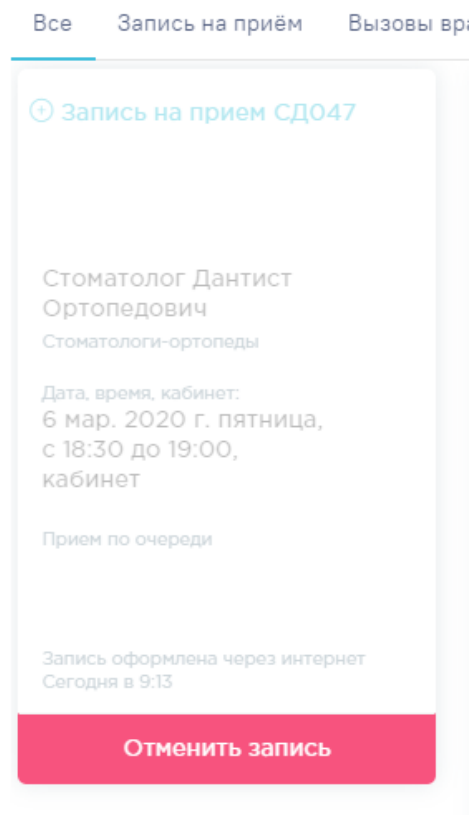 Все Запись на приём Вызовы вра
Запись на прием СД047
Стоматолог Дантист
Ортопедович
Стоматологи-ортопеды
Дата, время, кабинет:
6 мар. 2020 г. пятница,
с 18:30 до 19:00,
кабинет
Прием по очереди
Запись оформлена через интернет
Сегодня в 9:13
Отменить запись